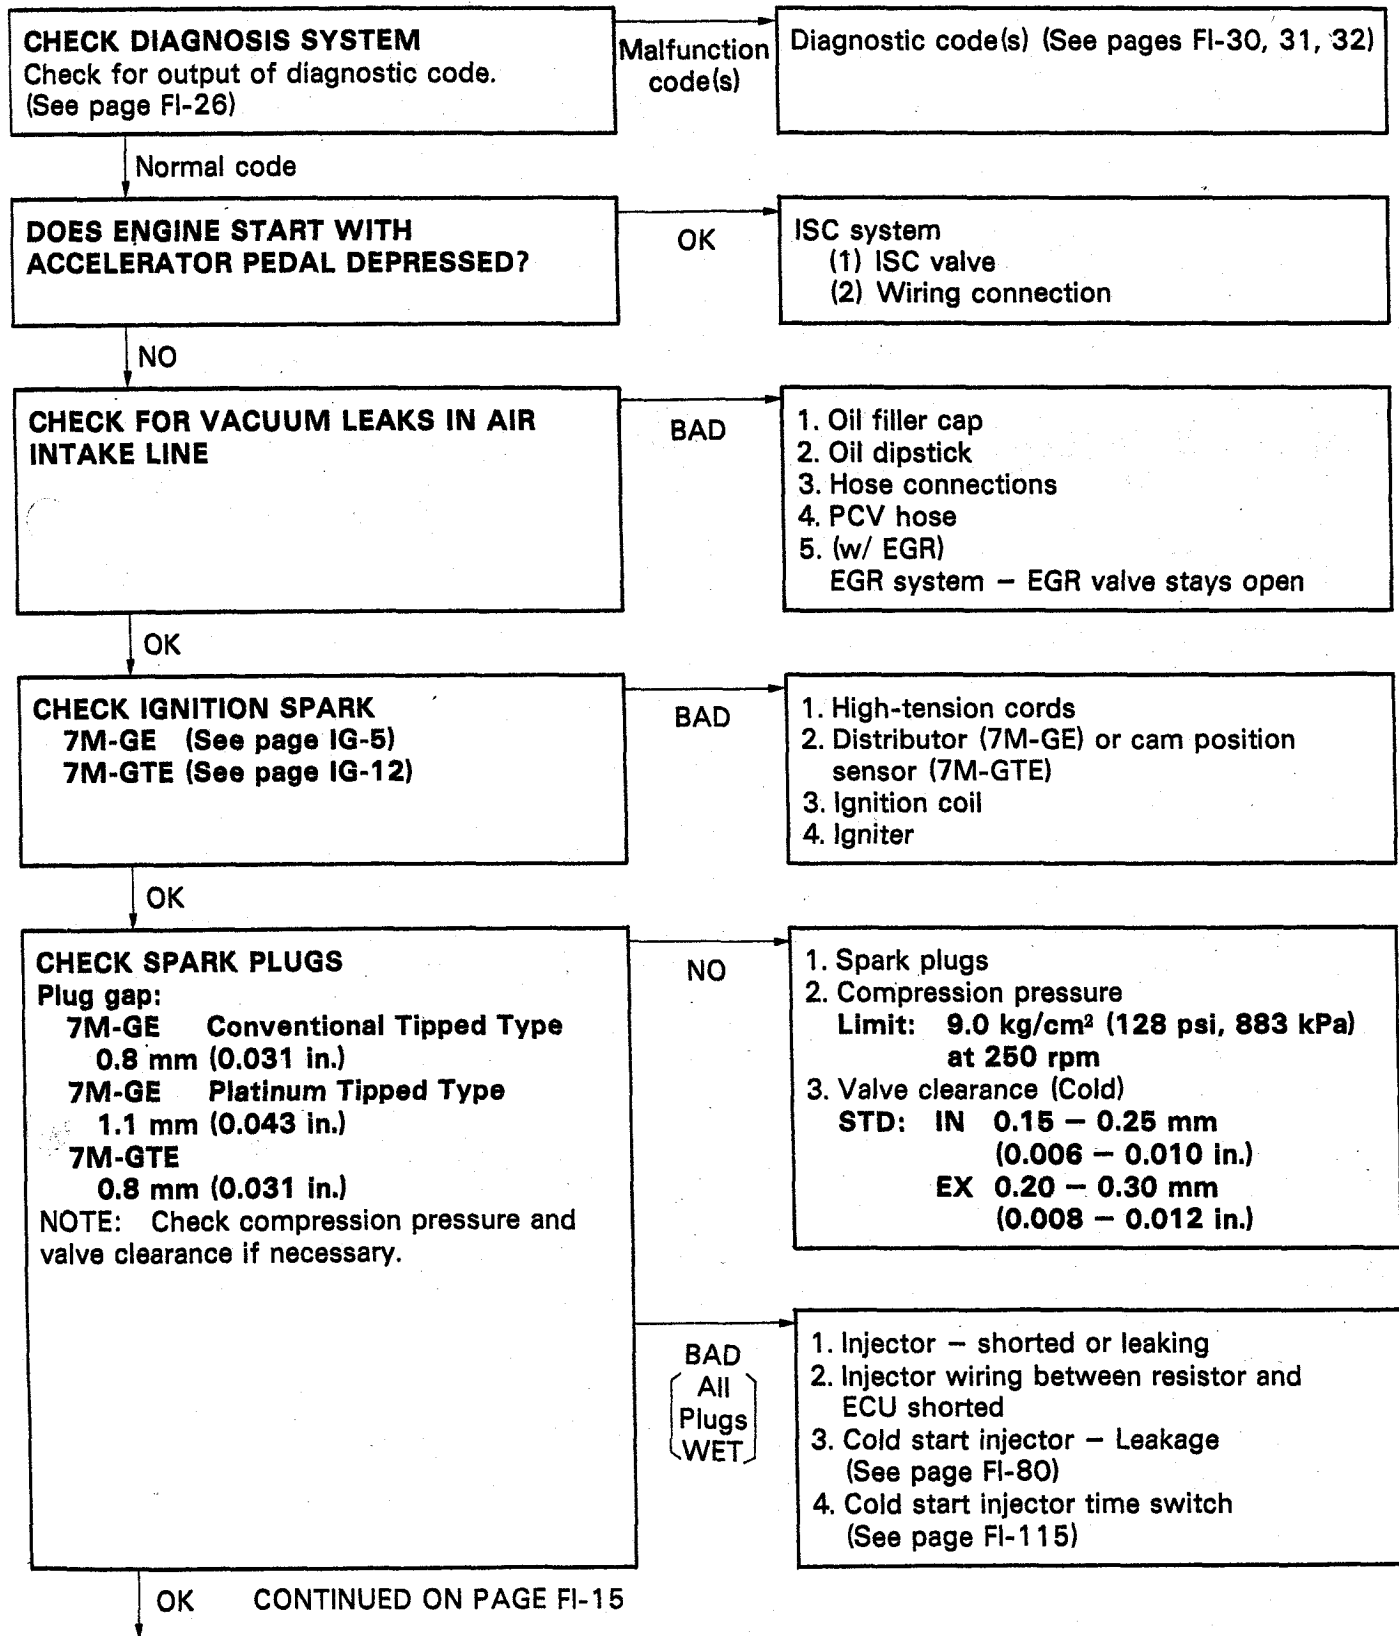 CHECK DIAGNOSIS SYSTEM
Check for output of diagnostic code.
(See page FI-26)
Malfunction
code(s)
Diagnostic code(s) (See pages FI-30, 31, 32)
Normal code
DOES ENGINE START WITH
ACCELERATOR PEDAL DEPRESSED?
OK
ISC system
(1) ISC valve
(2) Wiring connection
NO
CHECK FOR VACUUM LEAKS IN AIR
INTAKE LINE
BAD
1. Oil filler cap
2. Oil dipstick
3. Hose connections
4. PCV hose
5. (w/ EGR)
EGR system – EGR valve stays open
OK
CHECK IGNITION SPARK
7M-GE (See page IG-5)
7M-GTE (See page IG-12)
BAD
1. High-tension cords
2. Distributor (7M-GE) or cam position
sensor (7M-GTE)
3. Ignition coil
4. Igniter
OK
CHECK SPARK PLUGS
Plug gap:
7M-GE Conventional Tipped Type
0.8 mm (0.031 in.)
7M-GE Platinum Tipped Type
1.1 mm (0.043 in.)
7M-GTE
0.8 mm (0.031 in.)
NOTE: Check compression pressure and
valve clearance if necessary.
NO
1. Spark plugs
2. Compression pressure
Limit: 9.0 kg/cm² (128 psi, 883 kPa)
at 250 rpm
3. Valve clearance (Cold)
STD: IN 0.15 – 0.25 mm
(0.006 – 0.010 in.)
EX 0.20 – 0.30 mm
(0.008 – 0.012 in.)
BAD
All
Plugs
WET
1. Injector – shorted or leaking
2. Injector wiring between resistor and
ECU shorted
3. Cold start injector – Leakage
(See page FI-80)
4. Cold start injector time switch
(See page FI-115)
OK CONTINUED ON PAGE FI-15